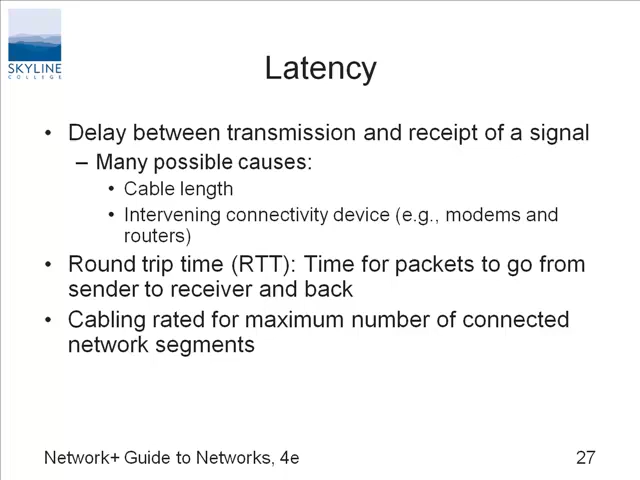 SKYLINE
COLLEGE
Latency
• Delay between transmission and receipt of a signal
– Many possible causes:
• Cable length
• Intervening connectivity device (e.g., modems and
routers)
• Round trip time (RTT): Time for packets to go from
sender to receiver and back
• Cabling rated for maximum number of connected
network segments
Network+ Guide to Networks, 4e
27